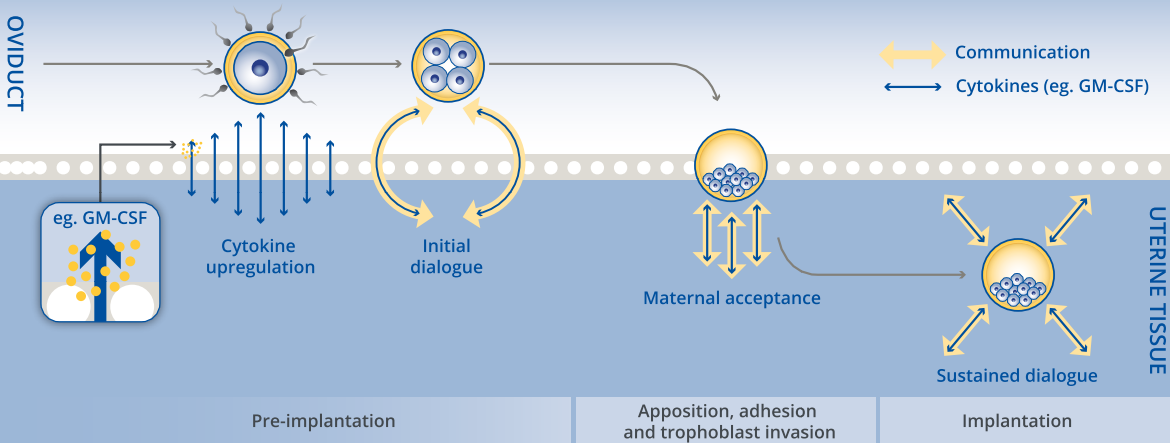 OVIDUCT
Communication
Cytokines (eg. GM-CSF)
eg. GM-CSF
Cytokine
upregulation
Initial
dialogue
Maternal acceptance
Sustained dialogue
UTERINE TISSUE
Pre-implantation
Apposition, adhesion
and trophoblast invasion
Implantation